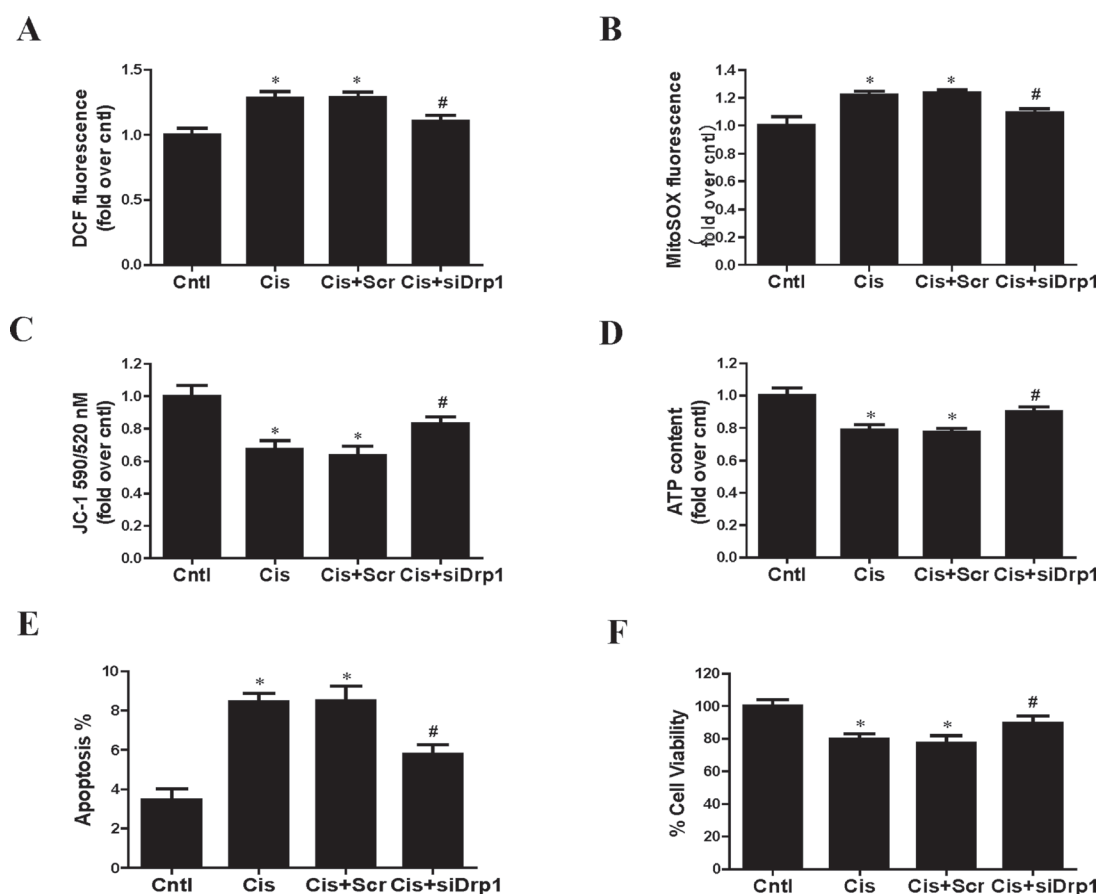 A
DCF fluorescence
(fold over cntl)
1.5
1.0
0.5
0.0
*
*
#
Cntl
Cis
Cis+Scr
Cis+siDrp1
B
MitoSOX fluorescence
(fold over cntl)
1.4
1.2
1.0
0.8
0.6
0.4
0.2
0.0
*
*
#
Cntl
Cis
Cis+Scr
Cis+siDrp1
C
JC-1 590/520 nM
(fold over cntl)
1.2
1.0
0.8
0.6
0.4
0.2
0.0
*
*
#
Cntl
Cis
Cis+Scr
Cis+siDrp1
D
ATP content
(fold over cntl)
1.2
1.0
0.8
0.6
0.4
0.2
0.0
*
*
#
Cntl
Cis
Cis+Scr
Cis+siDrp1
E
Apoptosis %
10
8
6
4
2
0
*
*
#
Cntl
Cis
Cis+Scr
Cis+siDrp1
F
% Cell Viability
120
100
80
60
40
20
0
*
*
#
Cntl
Cis
Cis+Scr
Cis+siDrp1